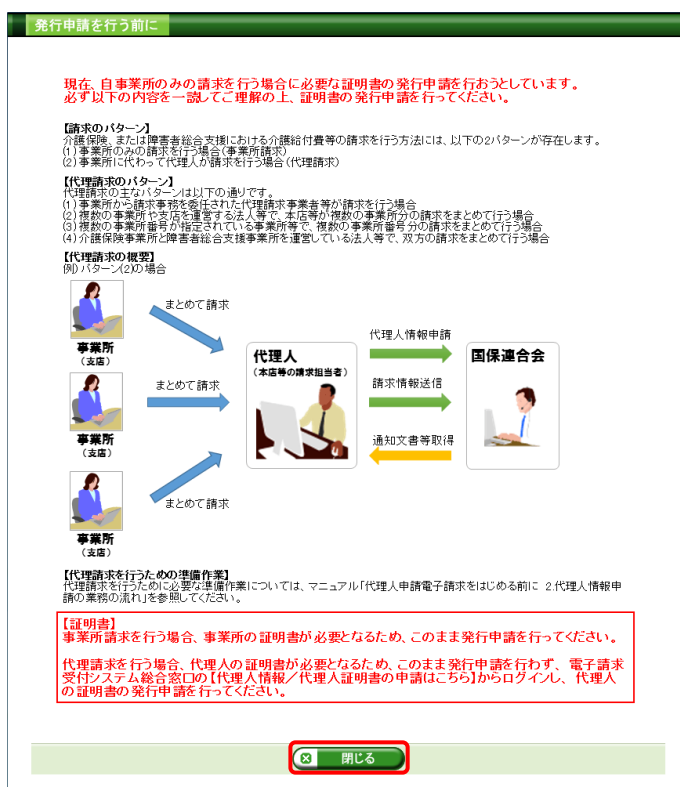 発行申請を行う前に
現在、自事業所のみの請求を行う場合に必要な証明書の発行申請を行おうとしています。
必ず以下の内容を一読してご理解の上、証明書の発行申請を行ってください。
【請求のパターン】
介護保険、または障害者総合支援における介護給付費等の請求を行う方法には、以下の2パターンが存在します。
(1)事業所のみの請求を行う場合(事業所請求)
(2)事業所に代わって代理人が請求を行う場合(代理請求)
【代理請求のパターン】
代理請求の主なパターンは以下の通りです。
(1)事業所から請求事務を委任された代理請求事業者等が請求を行う場合
(2)複数の事業所や支店を運営する法人等で、本店等が複数の事業所分の請求をまとめて行う場合
(3)複数の事業所番号が指定されている事業所等で、複数の事業所番号分の請求をまとめて行う場合
(4)介護保険事業所と障害者総合支援事業所を運営している法人等で、双方の請求をまとめて行う場合
【代理請求の概要】
例)パターン(2)の場合
まとめて請求
事業所
(支店)
まとめて請求
事業所
(支店)
まとめて請求
事業所
(支店)
代理人
(本店等の請求担当者)
代理人情報申請
請求情報送信
通知文書等取得
国保連合会
【代理請求を行うための準備作業】
代理請求を行うために必要な準備作業については、マニュアル「代理人申請電子請求をはじめる前に 2.代理人情報申
請の業務の流れ」を参照してください。
【証明書】
事業所請求を行う場合、事業所の証明書が必要となるため、このまま発行申請を行ってください。
代理請求を行う場合、代理人の証明書が必要となるため、このまま発行申請を行わず、電子請求
受付システム総合窓口の【代理人情報／代理人証明書の申請はこちら】からログインし、代理人
の証明書の発行申請を行ってください。
閉じる